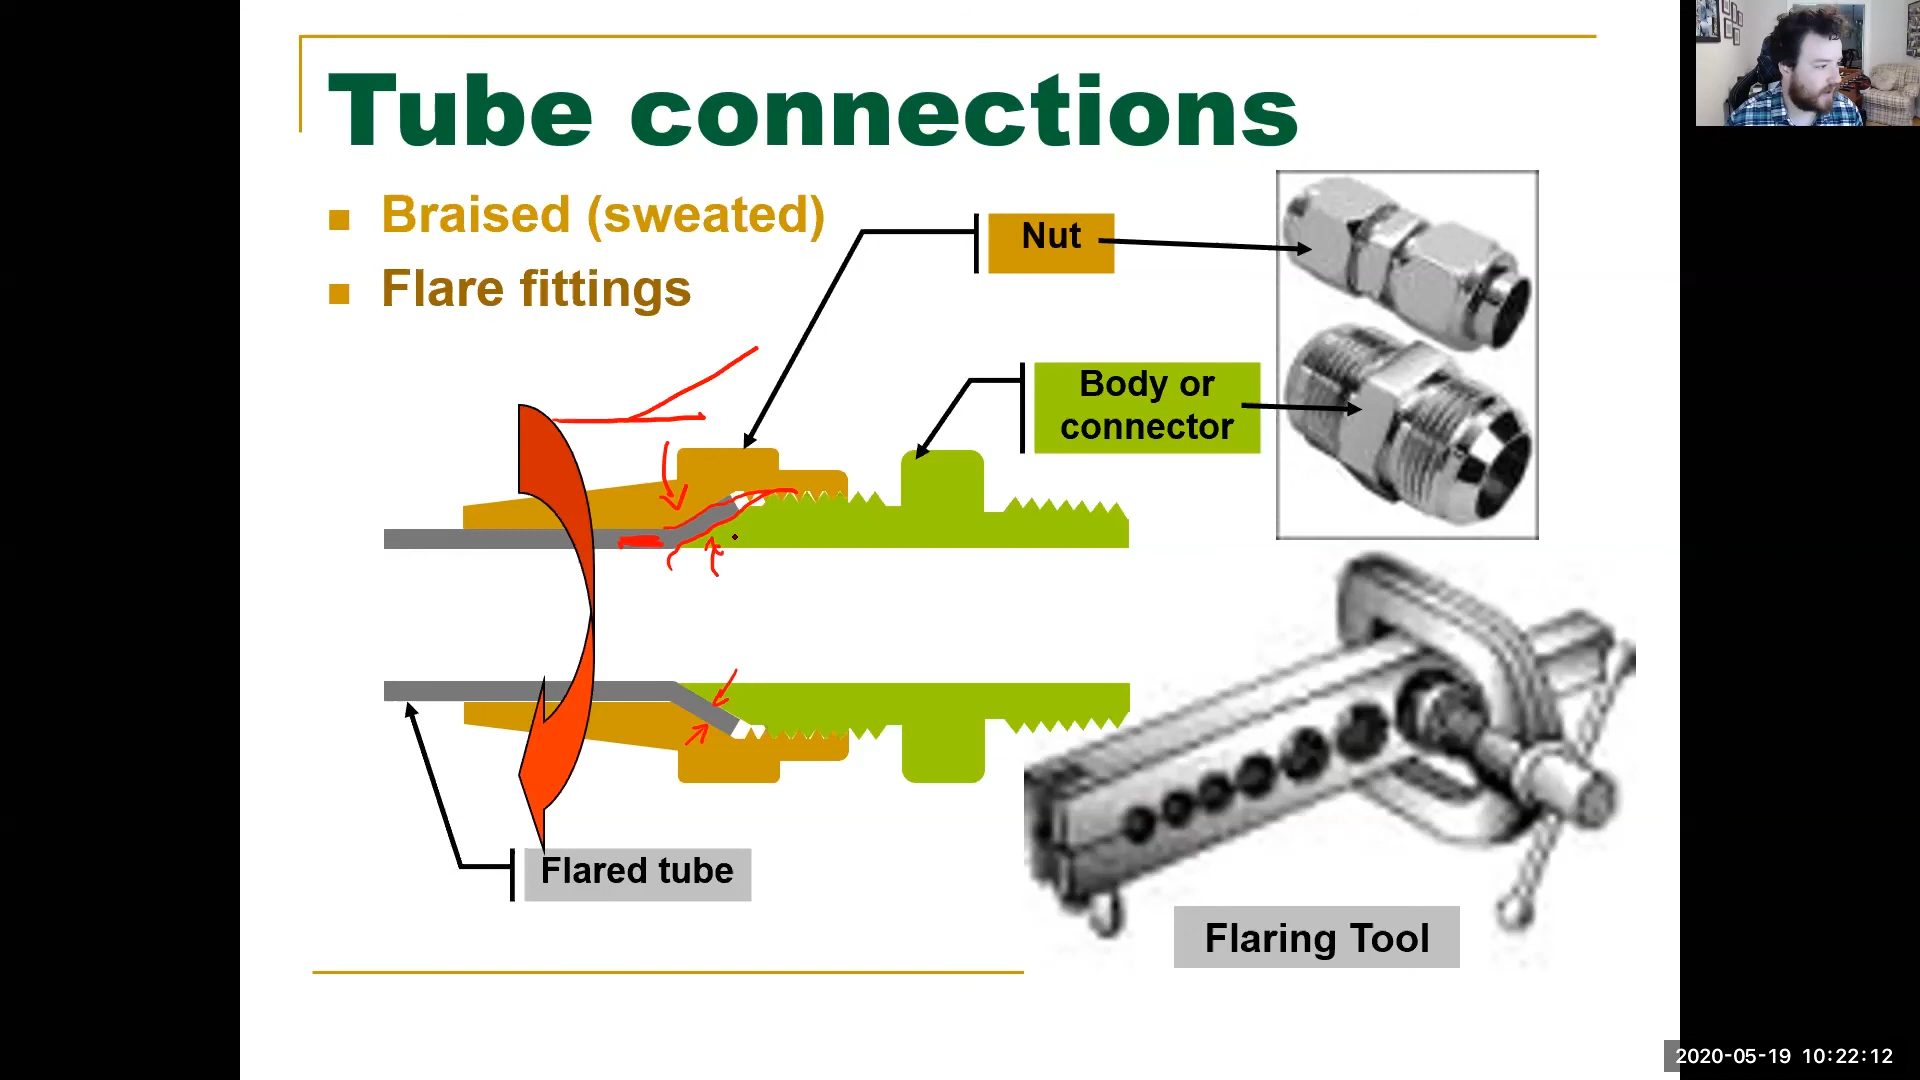 Tube connections
Braised (sweated)
Flare fittings
Nut
Body or
connector
Flared tube
Flaring Tool
2020-05-19 10:22:12